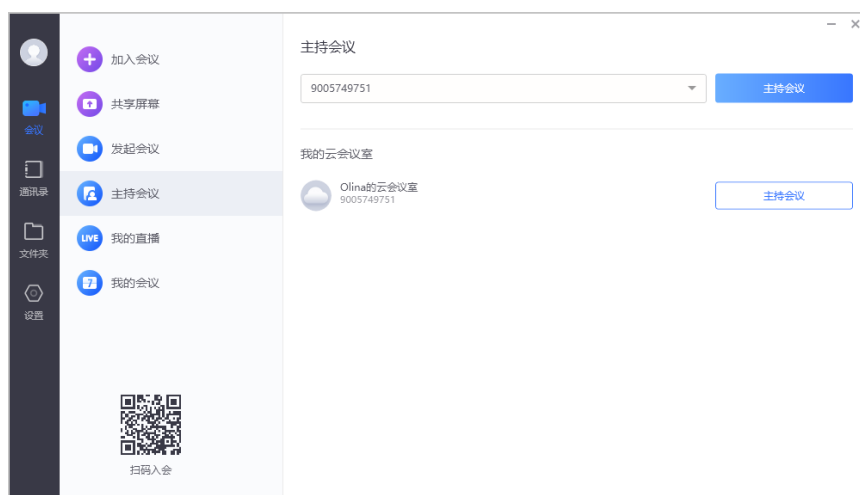 会议
通讯录
文件夹
设置
加入会议
共享屏幕
发起会议
主持会议
LIVE
我的直播
7
我的会议
扫码入会
主持会议
9005749751
主持会议
我的云会议室
Olina的云会议室
9005749751
主持会议